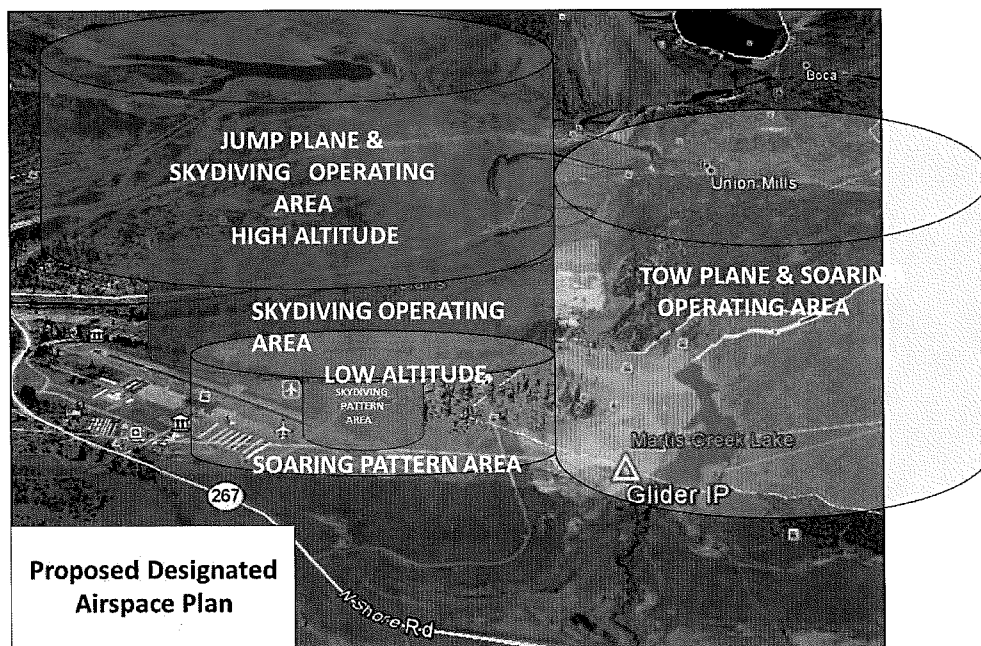 Boca
JUMP PLANE &
SKYDIVING OPERATING
AREA
HIGH ALTITUDE
Union Mills
TOW PLANE & SOARING
OPERATING AREA
SKYDIVING OPERATING
AREA
LOW ALTITUDE
SKYDIVING
PATTERN
AREA
Martis Creek Lake
SOARING PATTERN AREA
Glider IP
267
Proposed Designated
Airspace Plan
N Shore Rd